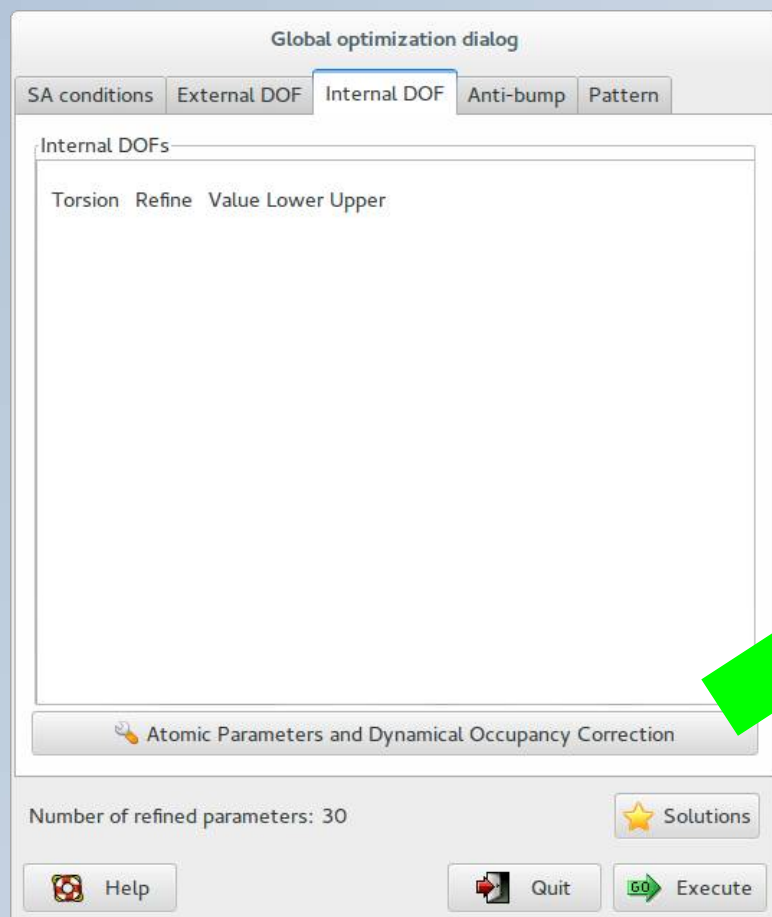 Global optimization dialog
SA conditions External DOF Internal DOF Anti-bump Pattern
Internal DOFs
Torsion Refine Value Lower Upper
Atomic Parameters and Dynamical Occupancy Correction
Number of refined parameters: 30
Solutions
Help
Quit
GO Execute